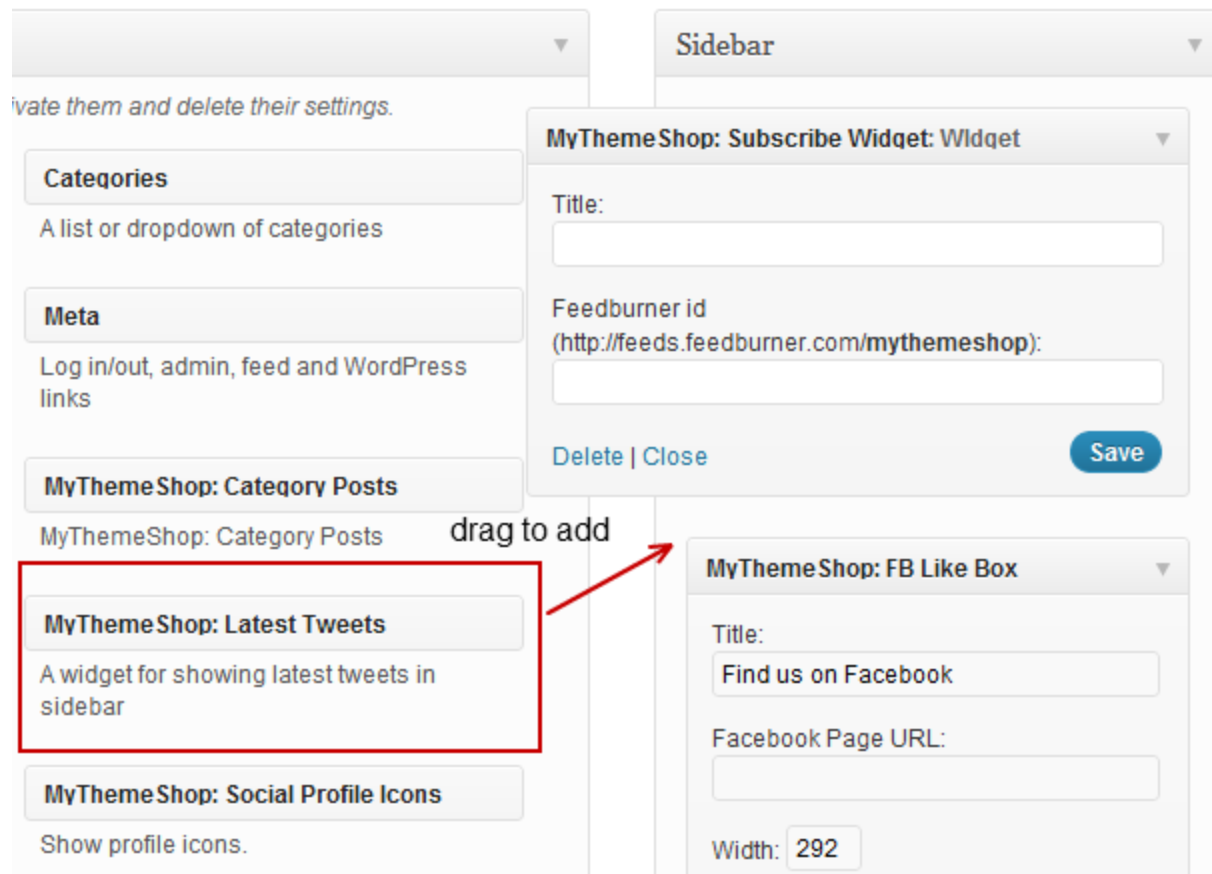 Sidebar
ivate them and delete their settings.
MyThemeShop: Subscribe Widget: WIdget
Categories
A list or dropdown of categories
Title:
Meta
Log in/out, admin, feed and WordPress
links
Feedburner id
(http://feeds.feedburner.com/mythemeshop):
Delete | Close
Save
MyThemeShop: Category Posts
MyThemeShop: Category Posts
drag to add
MyThemeShop: Latest Tweets
A widget for showing latest tweets in
sidebar
MyThemeShop: FB Like Box
Title:
Find us on Facebook
Facebook Page URL:
Width: 292
MyThemeShop: Social Profile Icons
Show profile icons.